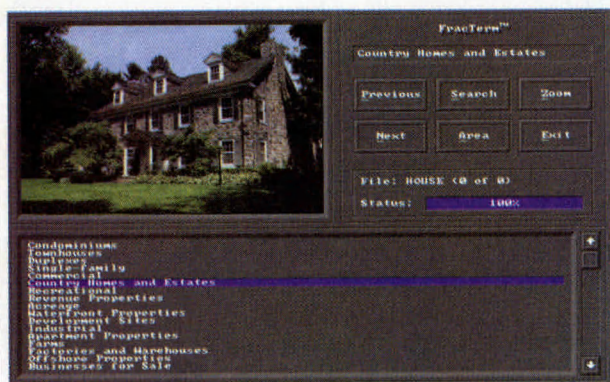 FracTerm™
Country Homes and Estates
Previous
Search
Zoom
Next
Area
Exit
File: HOUSE (0 of 0)
Status: 100%
Condominiums
Townhouses
Duplexes
Single-family
Commercial
Country Homes and Estates
Recreational
Revenue Properties
Acreage
Waterfront Properties
Development Sites
Industrial
Apartment Properties
Farms
Factories and Warehouses
Offshore Properties
Businesses for Sale